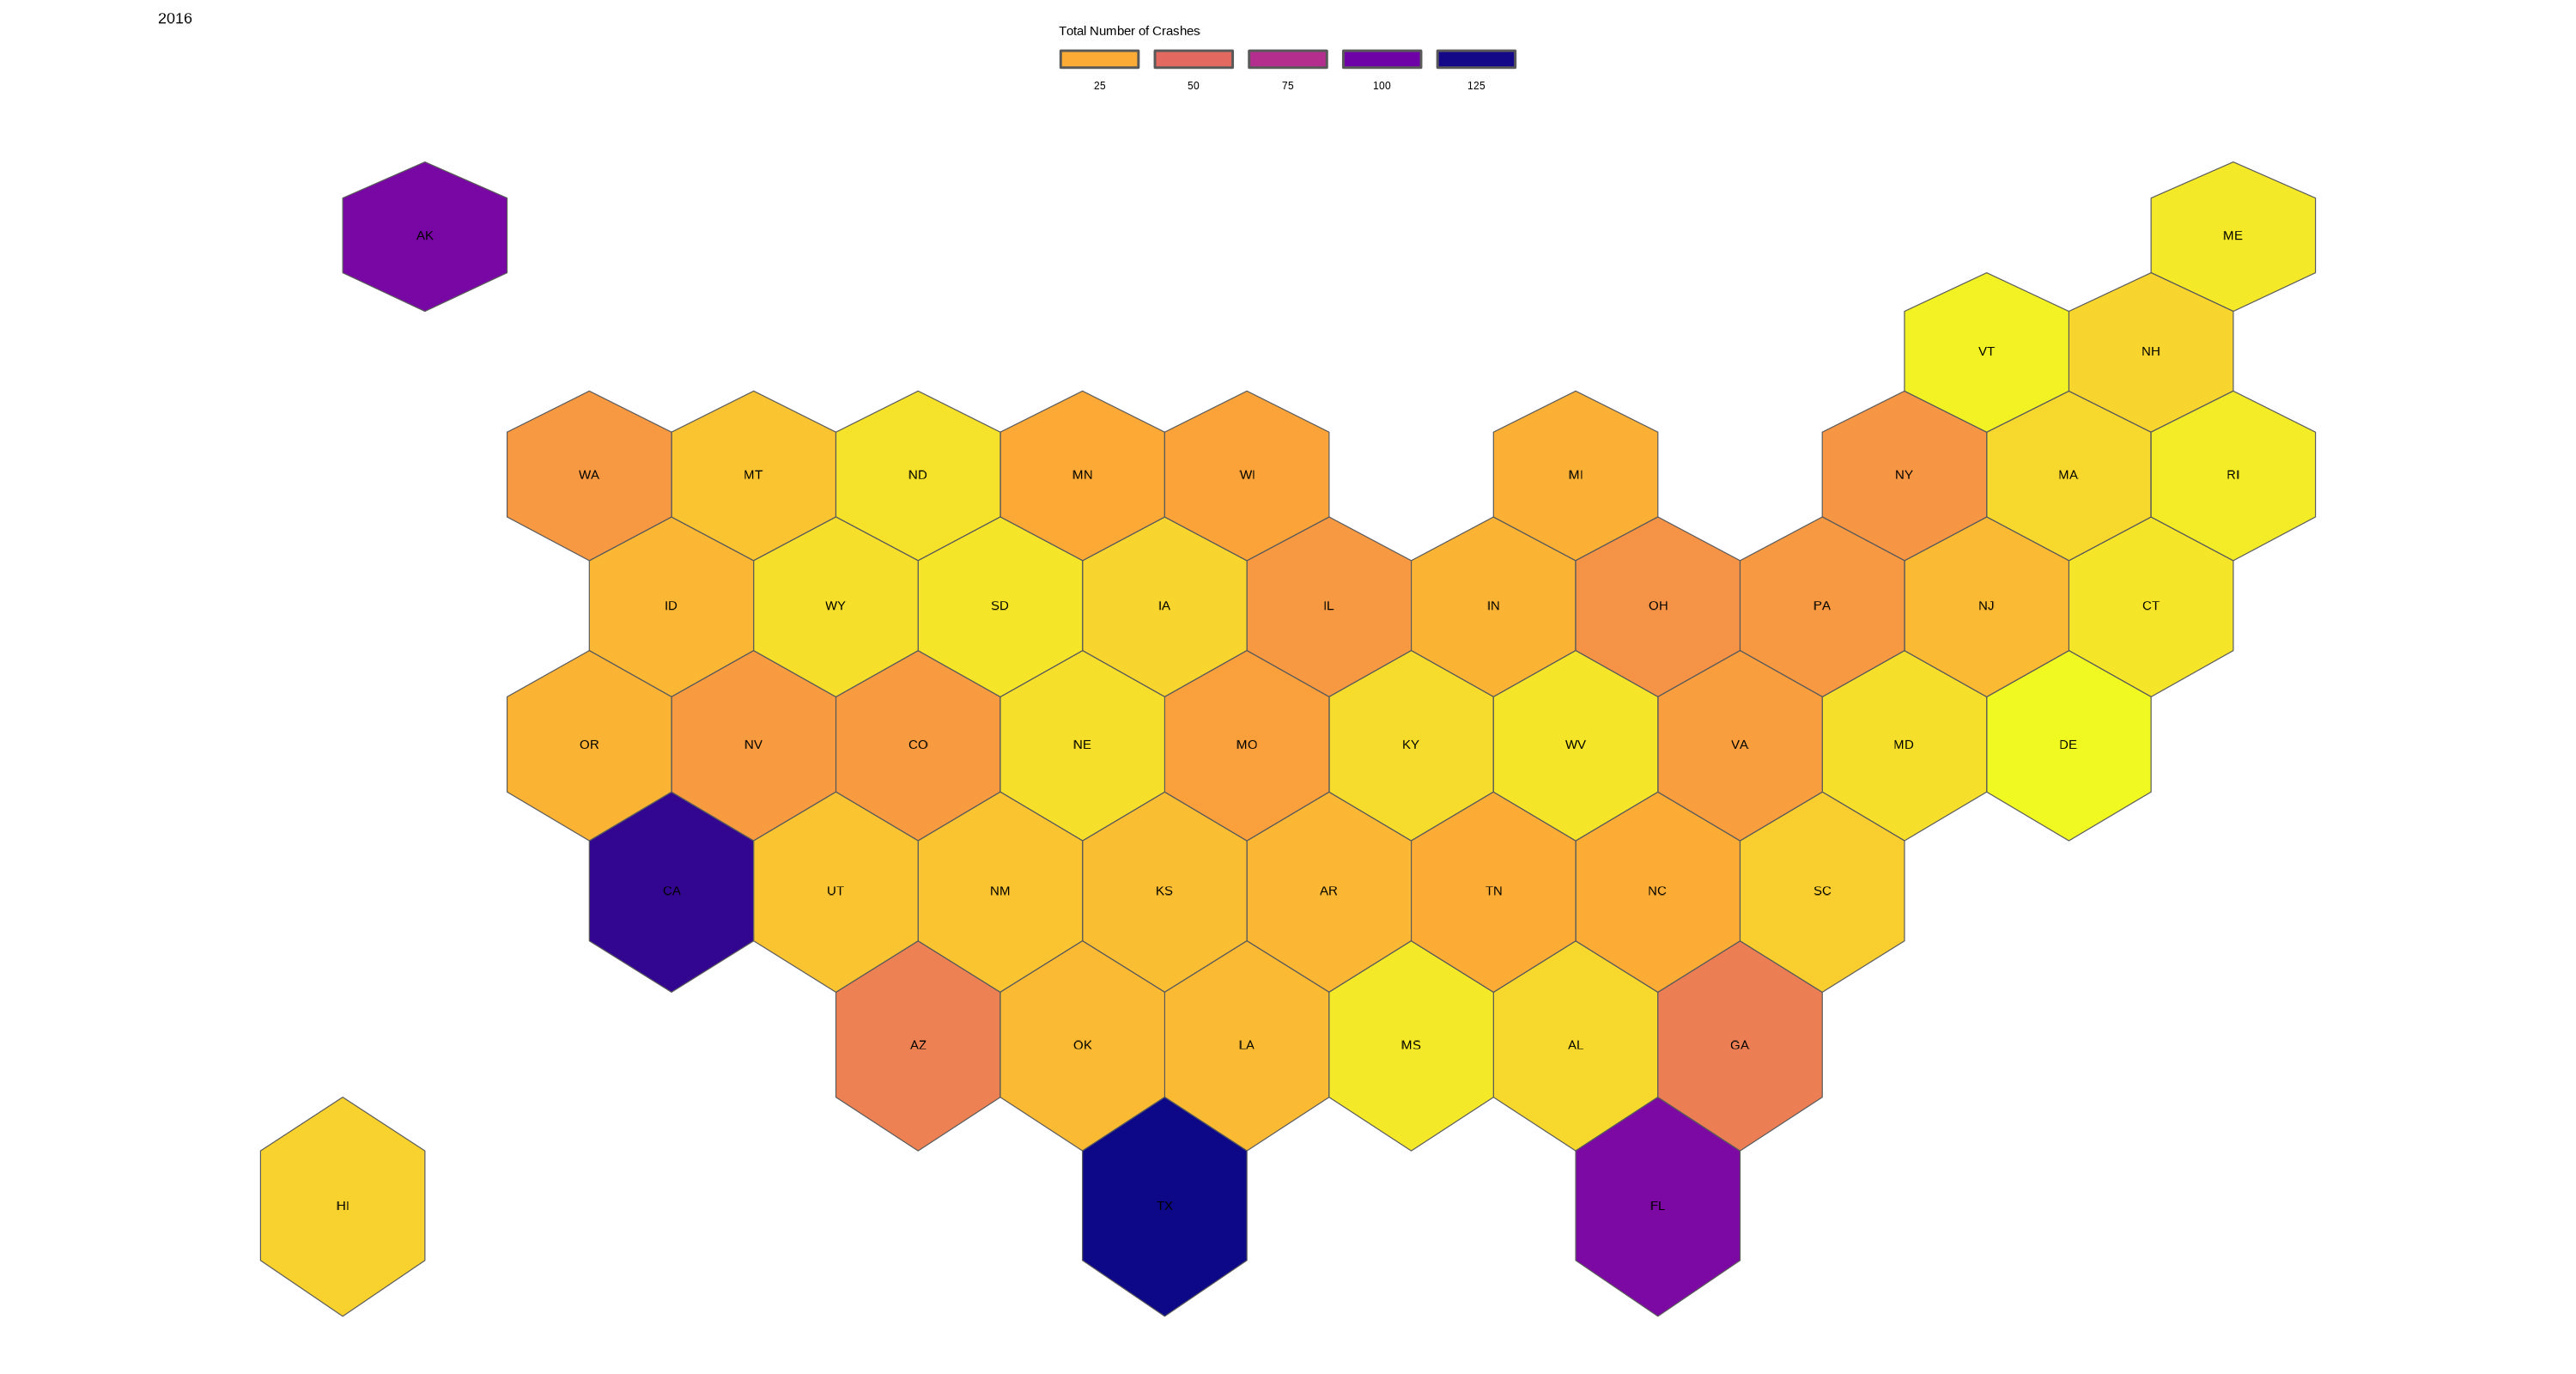 2016
Total Number of Crashes
25 50 75 100 125
AK ME
VT NH
WA MT ND MN WI MI NY MA RI
ID WY SD IA IL IN OH PA NJ CT
OR NV CO NE MO KY WV VA MD DE
CA UT NM KS AR TN NC SC
AZ OK LA MS AL GA
HI TX FL